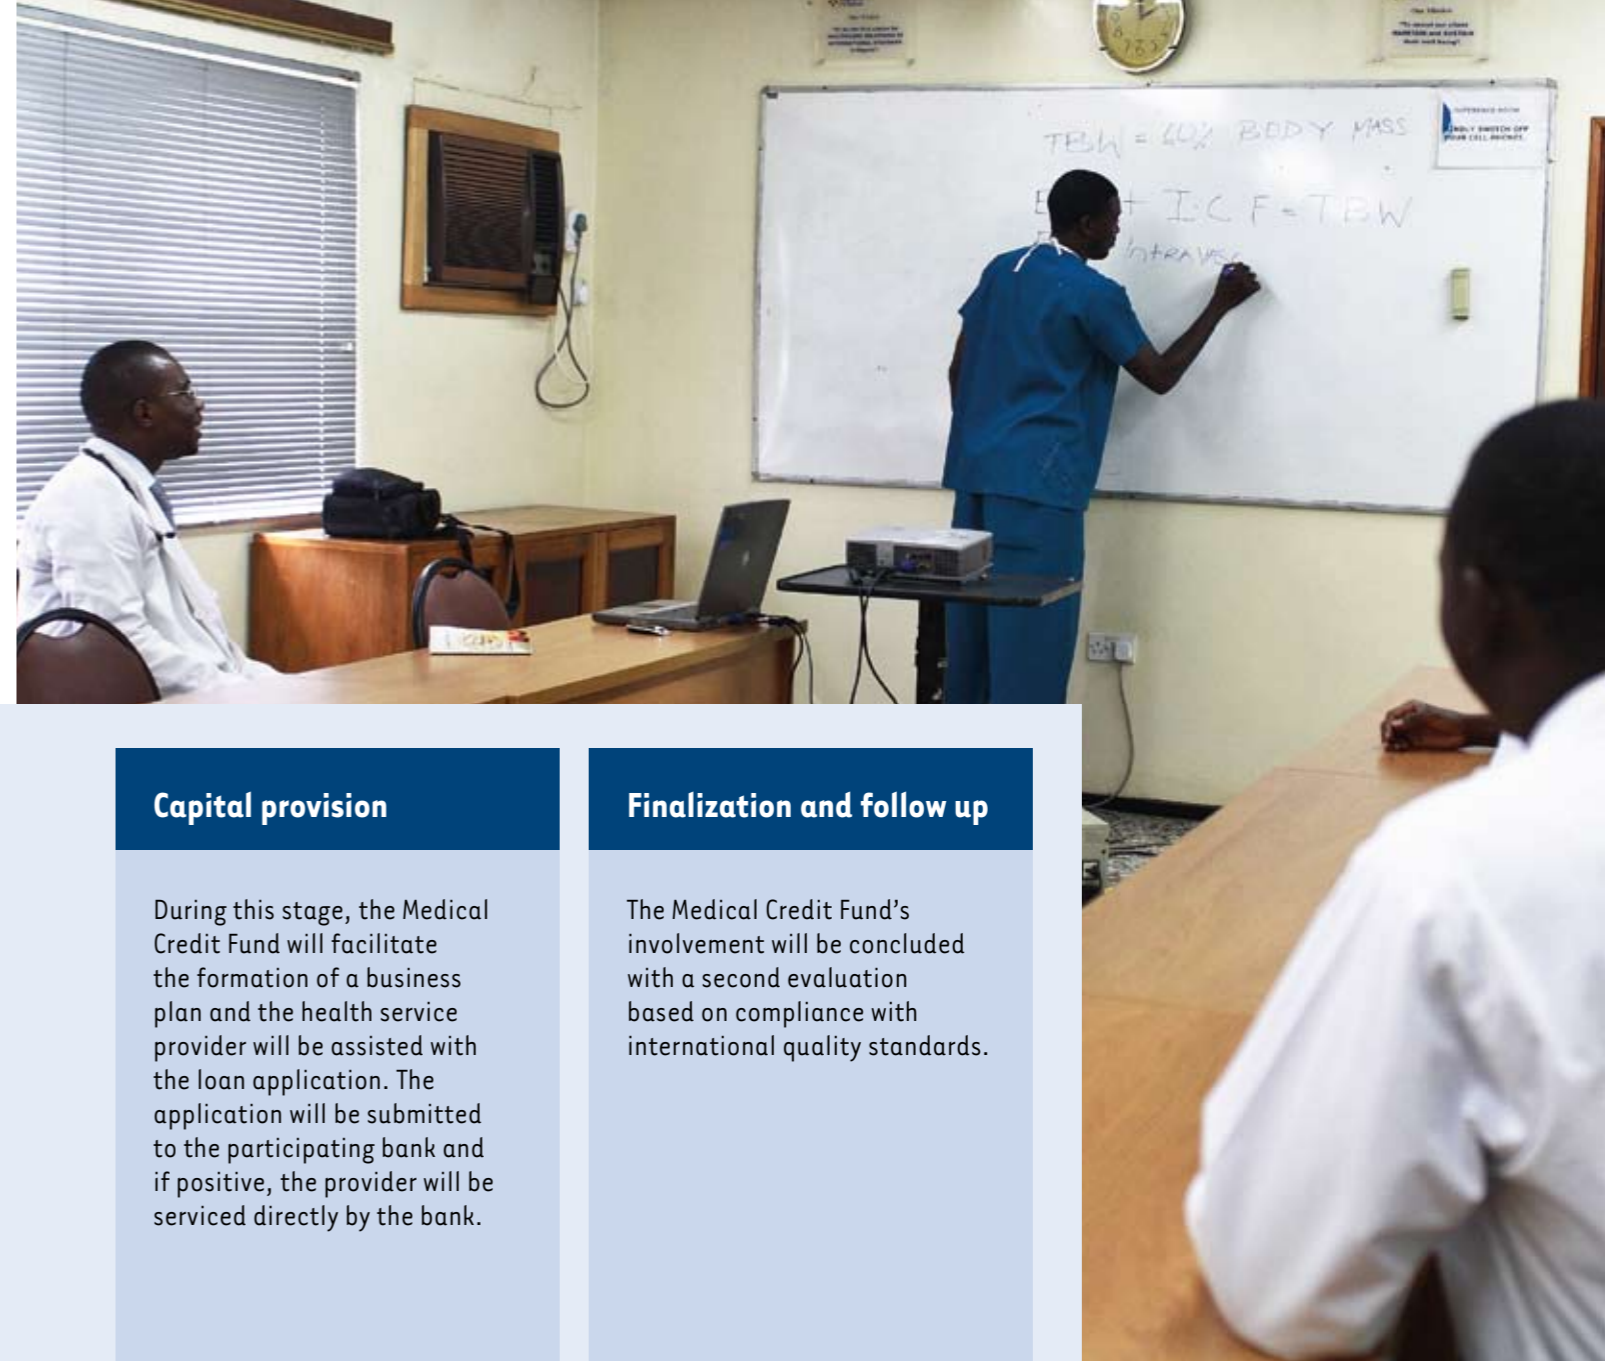 TBW = 60% BODY MASS
+ I.C F = TBW
INTRAVASC
Capital provision
During this stage, the Medical
Credit Fund will facilitate
the formation of a business
plan and the health service
provider will be assisted with
the loan application. The
application will be submitted
to the participating bank and
if positive, the provider will be
serviced directly by the bank.
Finalization and follow up
The Medical Credit Fund’s
involvement will be concluded
with a second evaluation
based on compliance with
international quality standards.